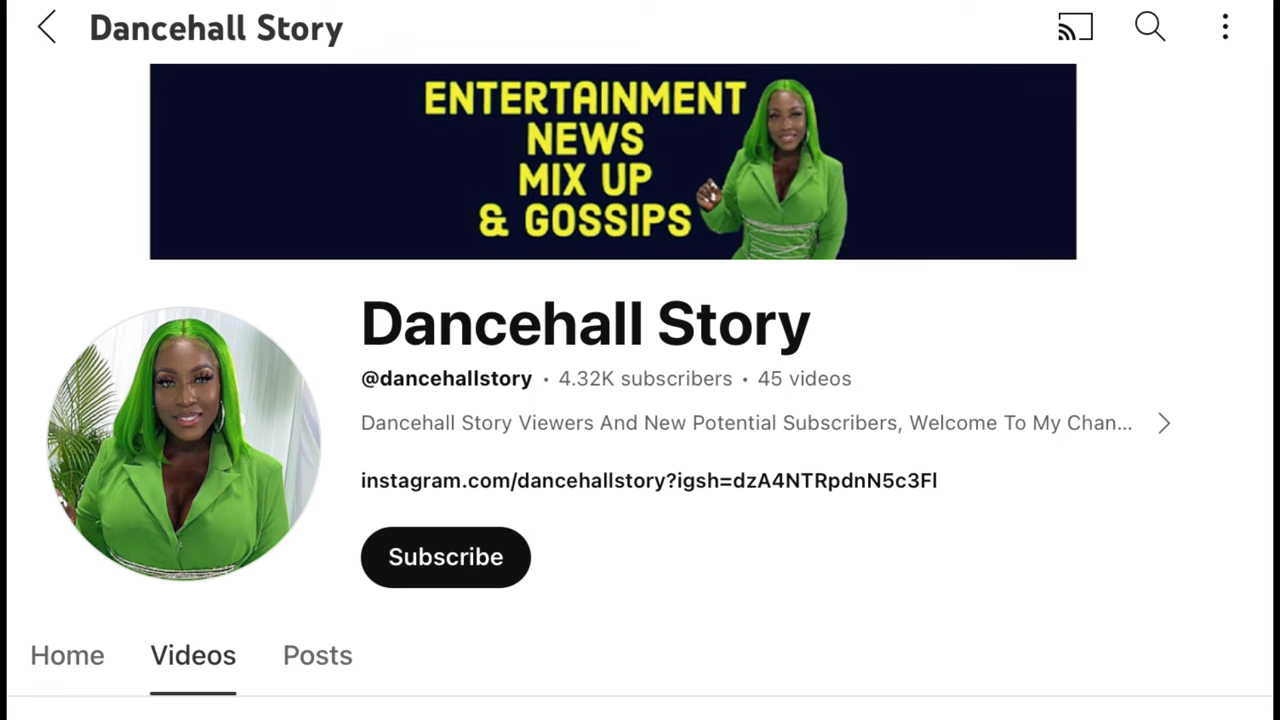 Dancehall Story
ENTERTAINMENT
NEWS
MIX UP
& GOSSIPS
Dancehall Story
@dancehallstory • 4.32K subscribers • 45 videos
Dancehall Story Viewers And New Potential Subscribers, Welcome To My Chan...
instagram.com/dancehallstory?igsh=dzA4NTRpdnN5c3Fl
Subscribe
Home Videos Posts